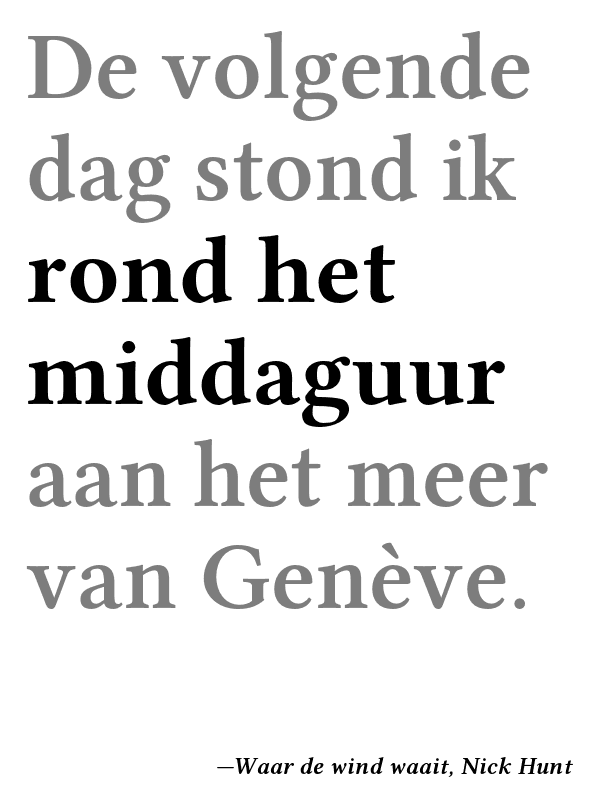 De volgende
dag stond ik
rond het
middaguur
aan het meer
van Genève.
—Waar de wind waait, Nick Hunt